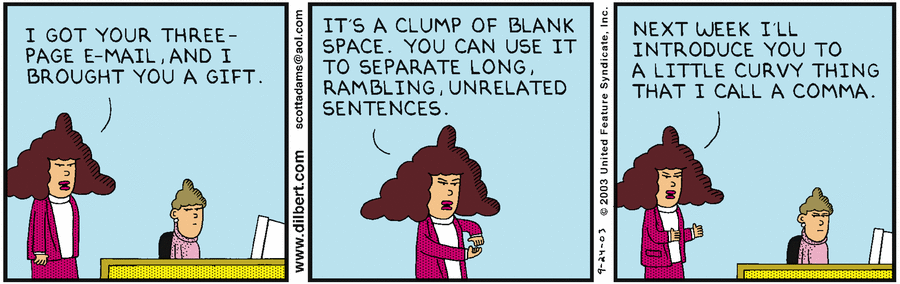 I GOT YOUR THREE-
PAGE E-MAIL, AND I
BROUGHT YOU A GIFT.
www.dilbert.com
scottadams@aol.com
IT'S A CLUMP OF BLANK
SPACE. YOU CAN USE IT
TO SEPARATE LONG,
RAMBLING, UNRELATED
SENTENCES.
9-24-03
© 2003 United Feature Syndicate, Inc.
NEXT WEEK I'LL
INTRODUCE YOU TO
A LITTLE CURVY THING
THAT I CALL A COMMA.